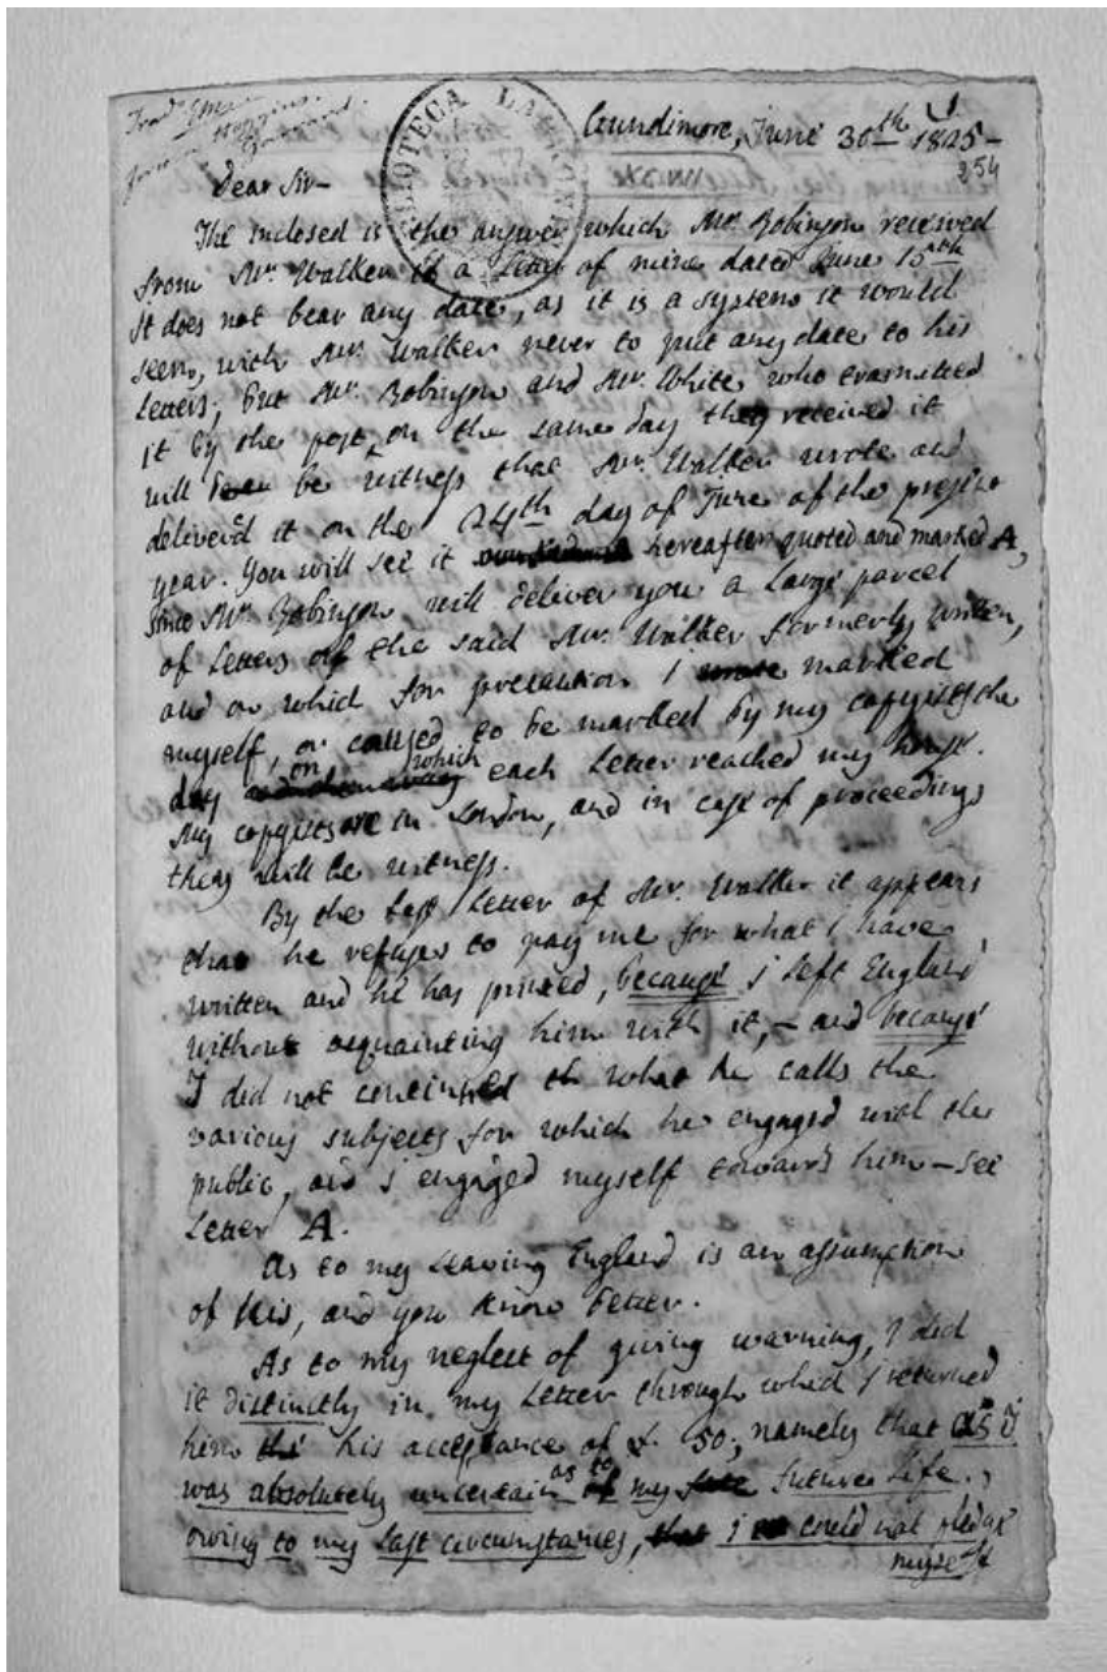 Gundimore, June 30th 1825 –
254
Dear Sir –
The inclosed is the answer which Mr. Robinson received
from Mr. Walker to a Letter of mine dated June 15th
It does not bear any date, as it is a system it would
seem, with Mr. Walker never to put any date to his
Letters; but Mr. Robinson and Mr. White who transmitted
it by the post on the same day they received it
will be witness that Mr. Walker wrote and
deliver'd it on the 24th day of June of the present
year. You will see it hereafter quoted and marked A,
since Mr. Robinson will deliver you a large parcel
of Letters of the said Mr. Walker formerly written,
and on which for precaution I marked
myself, or caused to be marked by my copyists the
day on which each Letter reached my house.
My copyists are in London, and in case of proceedings
they will be witness.
By the last Letter of Mr. Walker it appears
that he refuses to pay me for what I have
written and he has printed, because I left England
without acquainting him with it, – and because
I did not continued the what he calls the
various subjects for which he engaged with the
public, and I engaged myself towards him – see
Letter A.
As to my leaving England is an assumption
of his, and you know better.
As to my neglect of giving warning, I did
it distinctly in my Letter through which I returned
him his acceptance of £. 50; namely that as I
was absolutely uncertain as to my future Life,
owing to my last circumstances, I could not pledge
myself